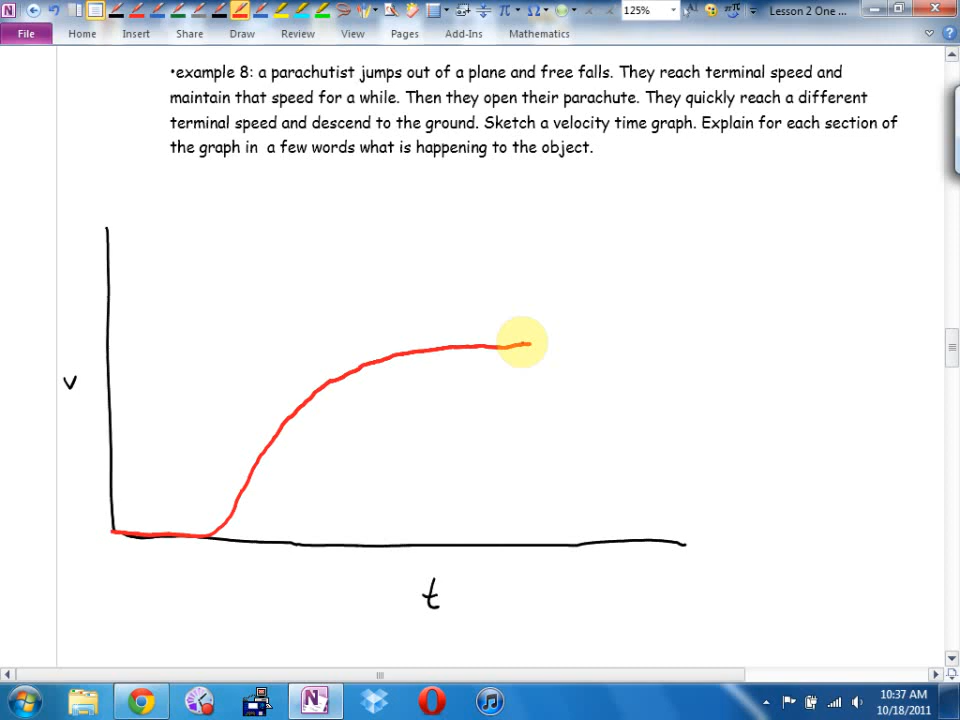 125%
Lesson 2 One ...
File Home Insert Share Draw Review View Pages Add-Ins Mathematics
•example 8: a parachutist jumps out of a plane and free falls. They reach terminal speed and
maintain that speed for a while. Then they open their parachute. They quickly reach a different
terminal speed and descend to the ground. Sketch a velocity time graph. Explain for each section of
the graph in a few words what is happening to the object.
v
t
10:37 AM
10/18/2011